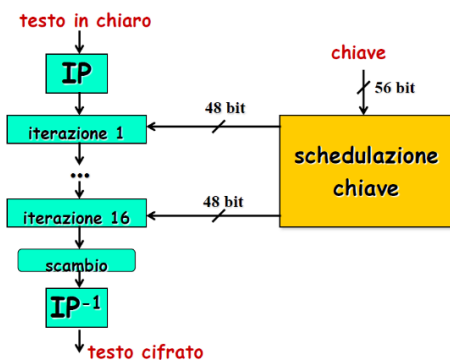 testo in chiaro
IP
chiave
56 bit
48 bit
iterazione 1
schedulazione
chiave
...
48 bit
iterazione 16
scambio
IP-1
testo cifrato